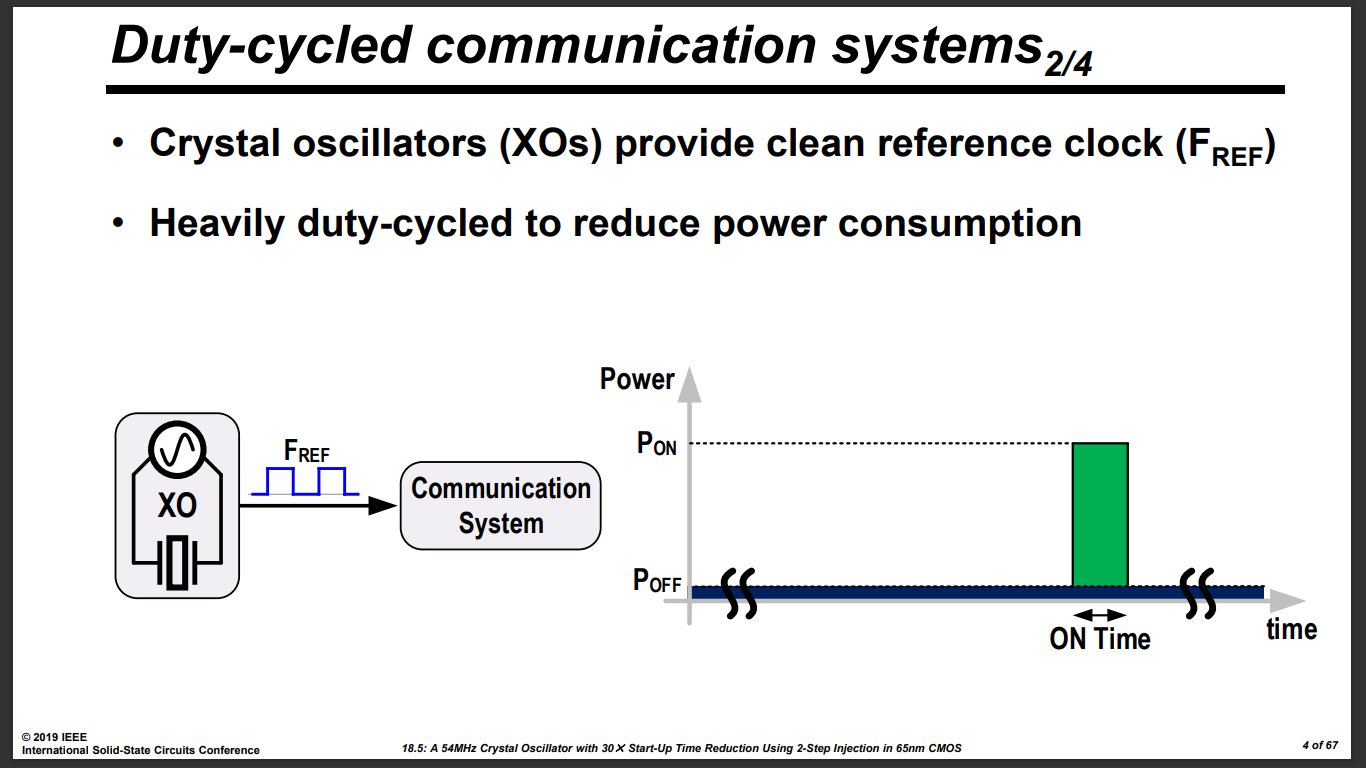 Duty-cycled communication systems2/4
• Crystal oscillators (XOs) provide clean reference clock (FREF)
• Heavily duty-cycled to reduce power consumption
XO
FREF
Communication
System
Power
PON
POFF
ON Time
time
© 2019 IEEE
International Solid-State Circuits Conference
18.5: A 54MHz Crystal Oscillator with 30✕ Start-Up Time Reduction Using 2-Step Injection in 65nm CMOS
4 of 67